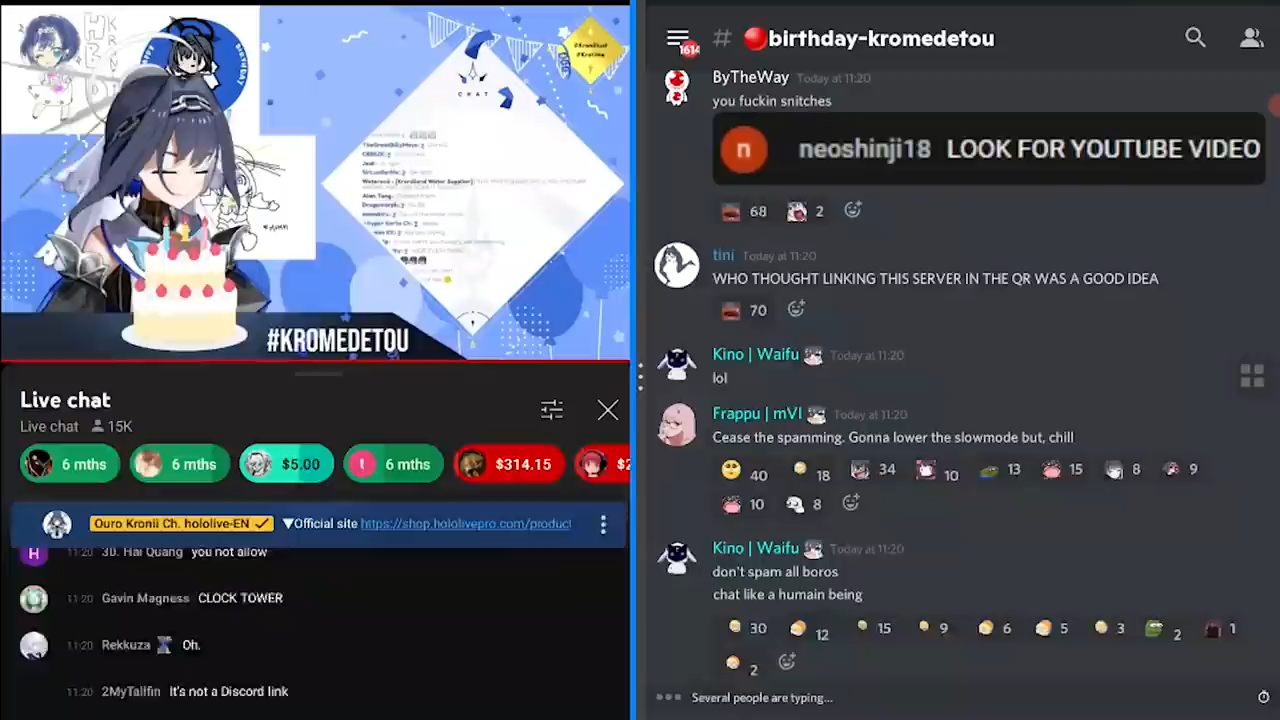 HBD
BIRTHDAY
#KroniIust
#Krotime
CHAT
#KROMEDETOU
Live chat
Live chat 15K
6 mths 6 mths $5.00 6 mths $314.15
Ouro Kronii Ch. hololive-EN ▼Official site https://shop.hololivepro.com/product
11:20 3D. Hai Quang you not allow
11:20 Gavin Magness CLOCK TOWER
11:20 Rekkuza Oh.
11:20 2MyTallfin It's not a Discord link
1614 # birthday-kromedetou
ByTheWay Today at 11:20
you fuckin snitches
n neoshinji18 LOOK FOR YOUTUBE VIDEO
68 2
tini Today at 11:20
WHO THOUGHT LINKING THIS SERVER IN THE QR WAS A GOOD IDEA
70
Kino | Waifu Today at 11:20
lol
Frappu | mVI Today at 11:20
Cease the spamming. Gonna lower the slowmode but, chill
40 18 34 10 13 15 8 9
10 8
Kino | Waifu Today at 11:20
don't spam all boros
chat like a humain being
30 12 15 9 6 5 3 2 1
2
Several people are typing...